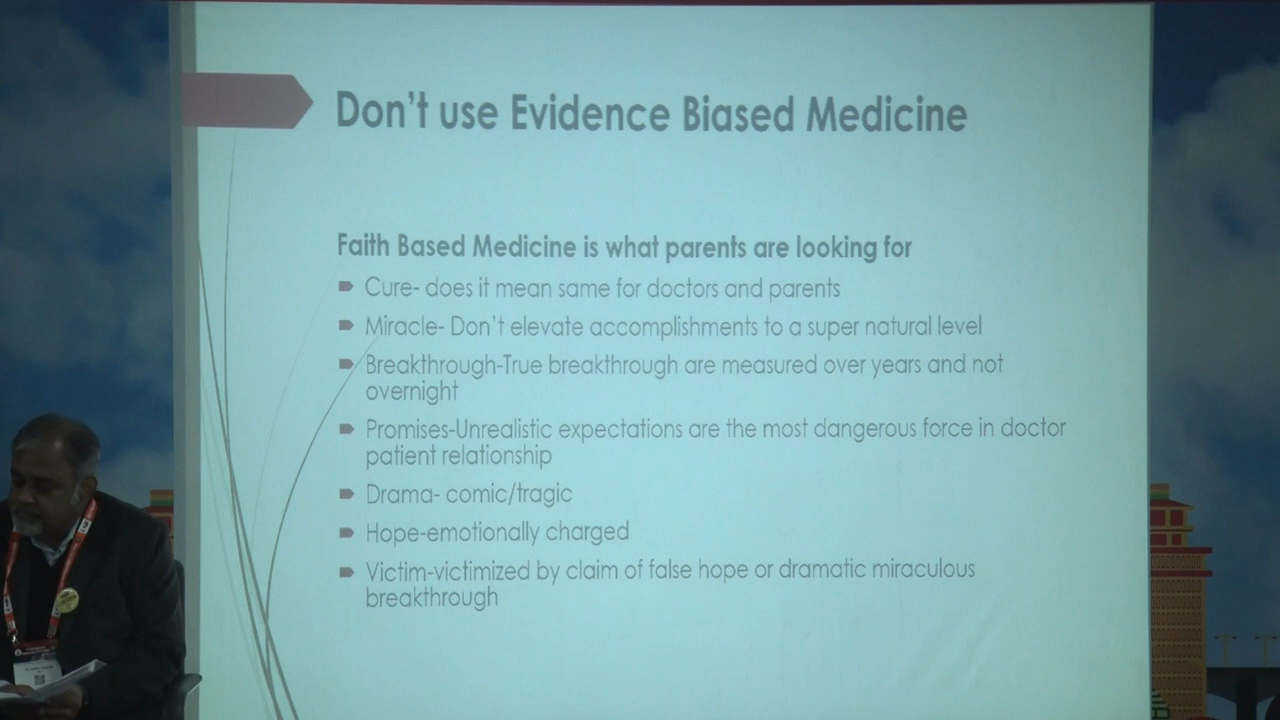 Don't use Evidence Biased Medicine
Faith Based Medicine is what parents are looking for
Cure- does it mean same for doctors and parents
Miracle- Don't elevate accomplishments to a super natural level
Breakthrough-True breakthrough are measured over years and not
overnight
Promises-Unrealistic expectations are the most dangerous force in doctor
patient relationship
Drama- comic/tragic
Hope-emotionally charged
Victim-victimized by claim of false hope or dramatic miraculous
breakthrough